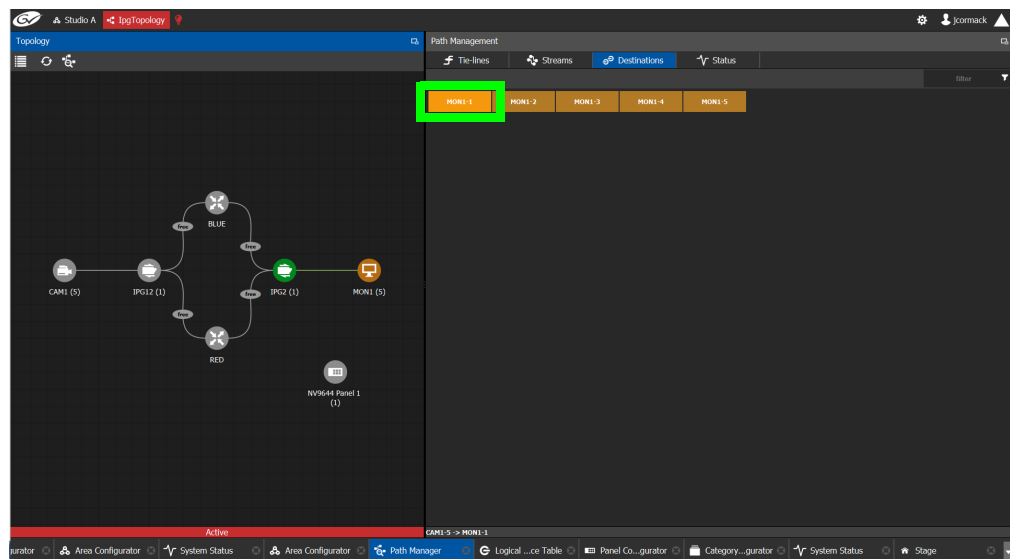 GV Studio A IpgTopology jcormack
Topology
Path Management
Tie-lines Streams Destinations Status
filter
MON1-1 MON1-2 MON1-3 MON1-4 MON1-5
free
BLUE
free
CAM1 (5) IPG12 (1) free IPG2 (1) MON1 (5)
free
RED
NV9644 Panel 1
(1)
Active
CAM1-5 -> MON1-1
gurator Area Configurator System Status Area Configurator Path Manager Logical ...ce Table Panel Co...gurator Category...gurator System Status Stage